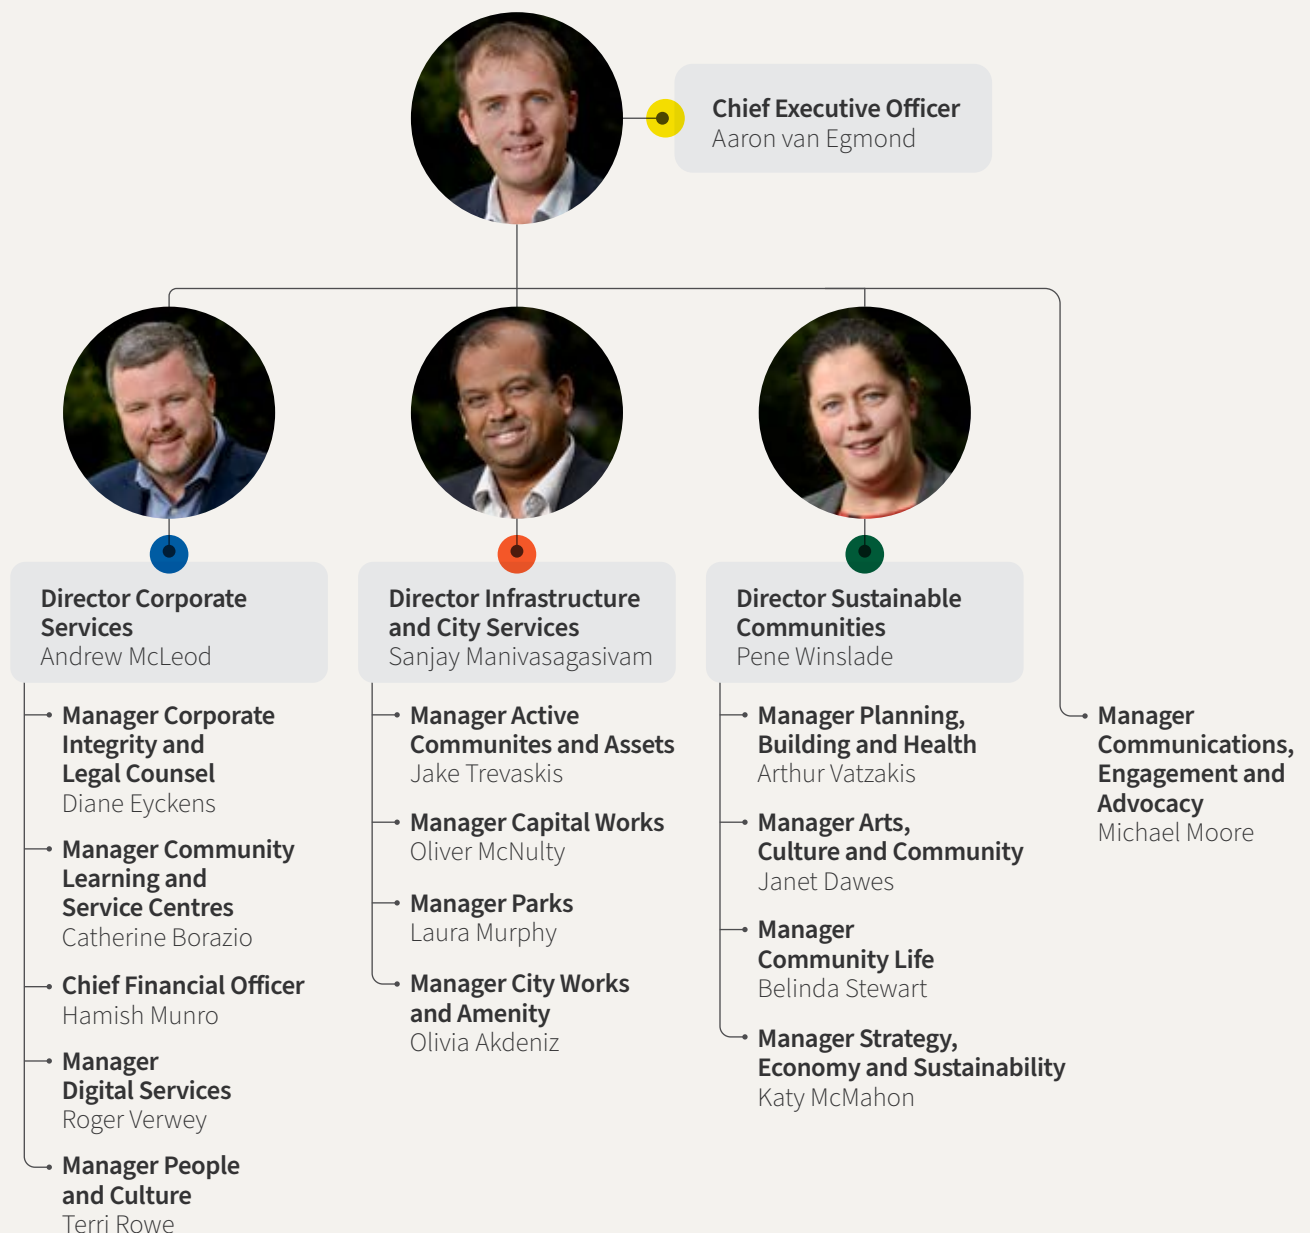 Chief Executive Officer
Aaron van Egmond
Director Corporate
Services
Andrew McLeod
Director Infrastructure
and City Services
Sanjay Manivasagasivam
Director Sustainable
Communities
Pene Winslade
Manager Corporate
Integrity and
Legal Counsel
Diane Eyckens
Manager Community
Learning and
Service Centres
Catherine Borazio
Chief Financial Officer
Hamish Munro
Manager
Digital Services
Roger Verwey
Manager People
and Culture
Terri Rowe
Manager Active
Communites and Assets
Jake Trevaskis
Manager Capital Works
Oliver McNulty
Manager Parks
Laura Murphy
Manager City Works
and Amenity
Olivia Akdeniz
Manager Planning,
Building and Health
Arthur Vatzakis
Manager Arts,
Culture and Community
Janet Dawes
Manager
Community Life
Belinda Stewart
Manager Strategy,
Economy and Sustainability
Katy McMahon
Manager
Communications,
Engagement and
Advocacy
Michael Moore